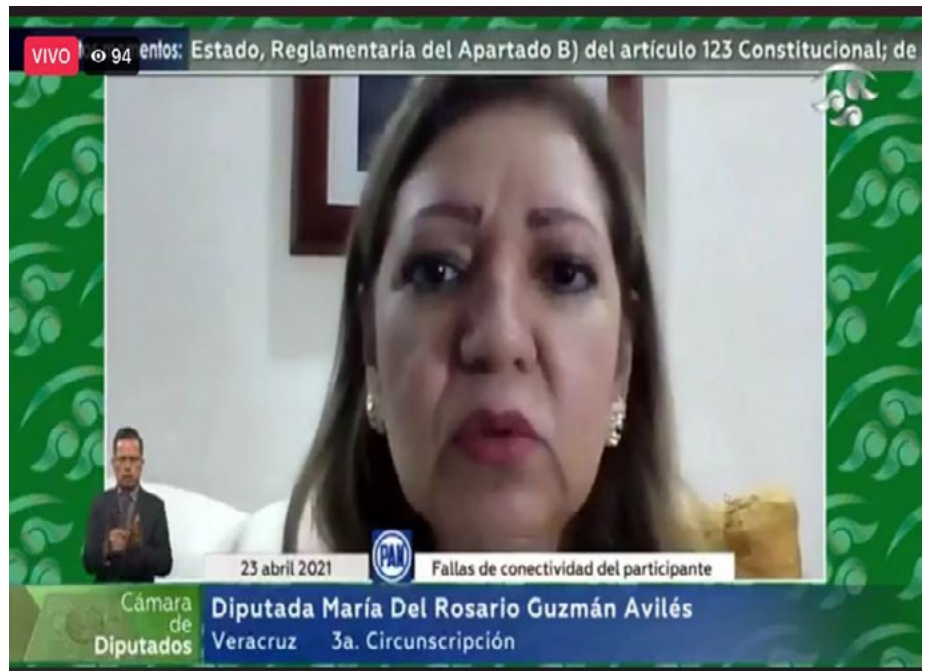 VIVO 94 entos: Estado, Reglamentaria del Apartado B) del artículo 123 Constitucional; de
23 abril 2021 PAN Fallas de conectividad del participante
Cámara de Diputados
Diputada María Del Rosario Guzmán Avilés
Veracruz 3a. Circunscripción